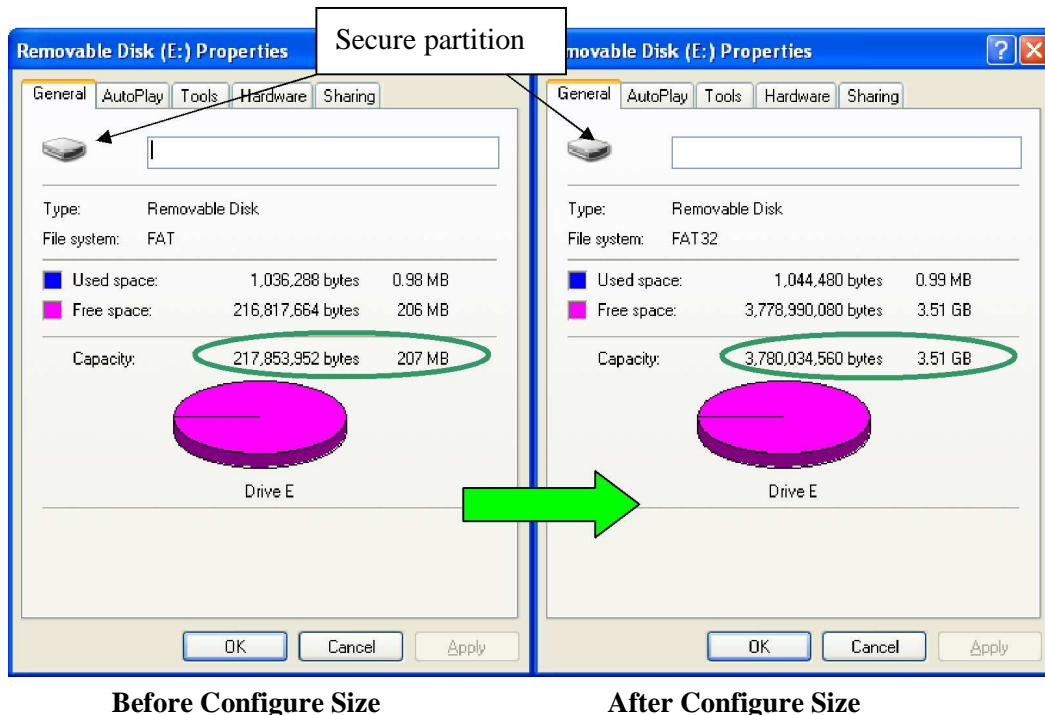 Secure partition
Removable Disk (E:) Properties
General AutoPlay Tools Hardware Sharing
Type: Removable Disk
File system: FAT
Used space: 1,036,288 bytes 0.98 MB
Free space: 216,817,664 bytes 206 MB
Capacity: 217,853,952 bytes 207 MB
Drive E
OK Cancel Apply
Before Configure Size
movable Disk (E:) Properties
General AutoPlay Tools Hardware Sharing
Type: Removable Disk
File system: FAT32
Used space: 1,044,480 bytes 0.99 MB
Free space: 3,778,990,080 bytes 3.51 GB
Capacity: 3,780,034,560 bytes 3.51 GB
Drive E
OK Cancel Apply
After Configure Size